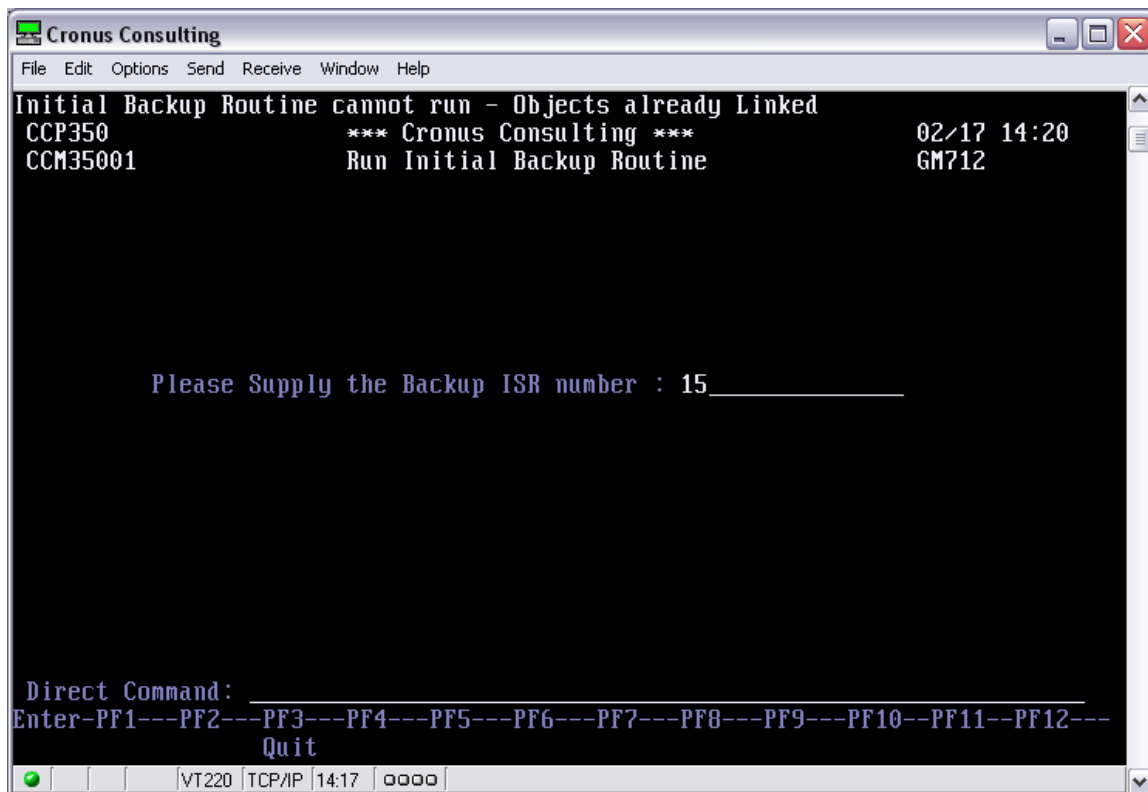 Cronus Consulting
File Edit Options Send Receive Window Help
Initial Backup Routine cannot run - Objects already Linked
CCP350 *** Cronus Consulting *** 02/17 14:20
CCM35001 Run Initial Backup Routine GM712
Please Supply the Backup ISR number : 15_______________
Direct Command: _____________________________________________________________
Enter-PF1---PF2---PF3---PF4---PF5---PF6---PF7---PF8---PF9---PF10--PF11--PF12---
Quit
VT220 TCP/IP 14:17